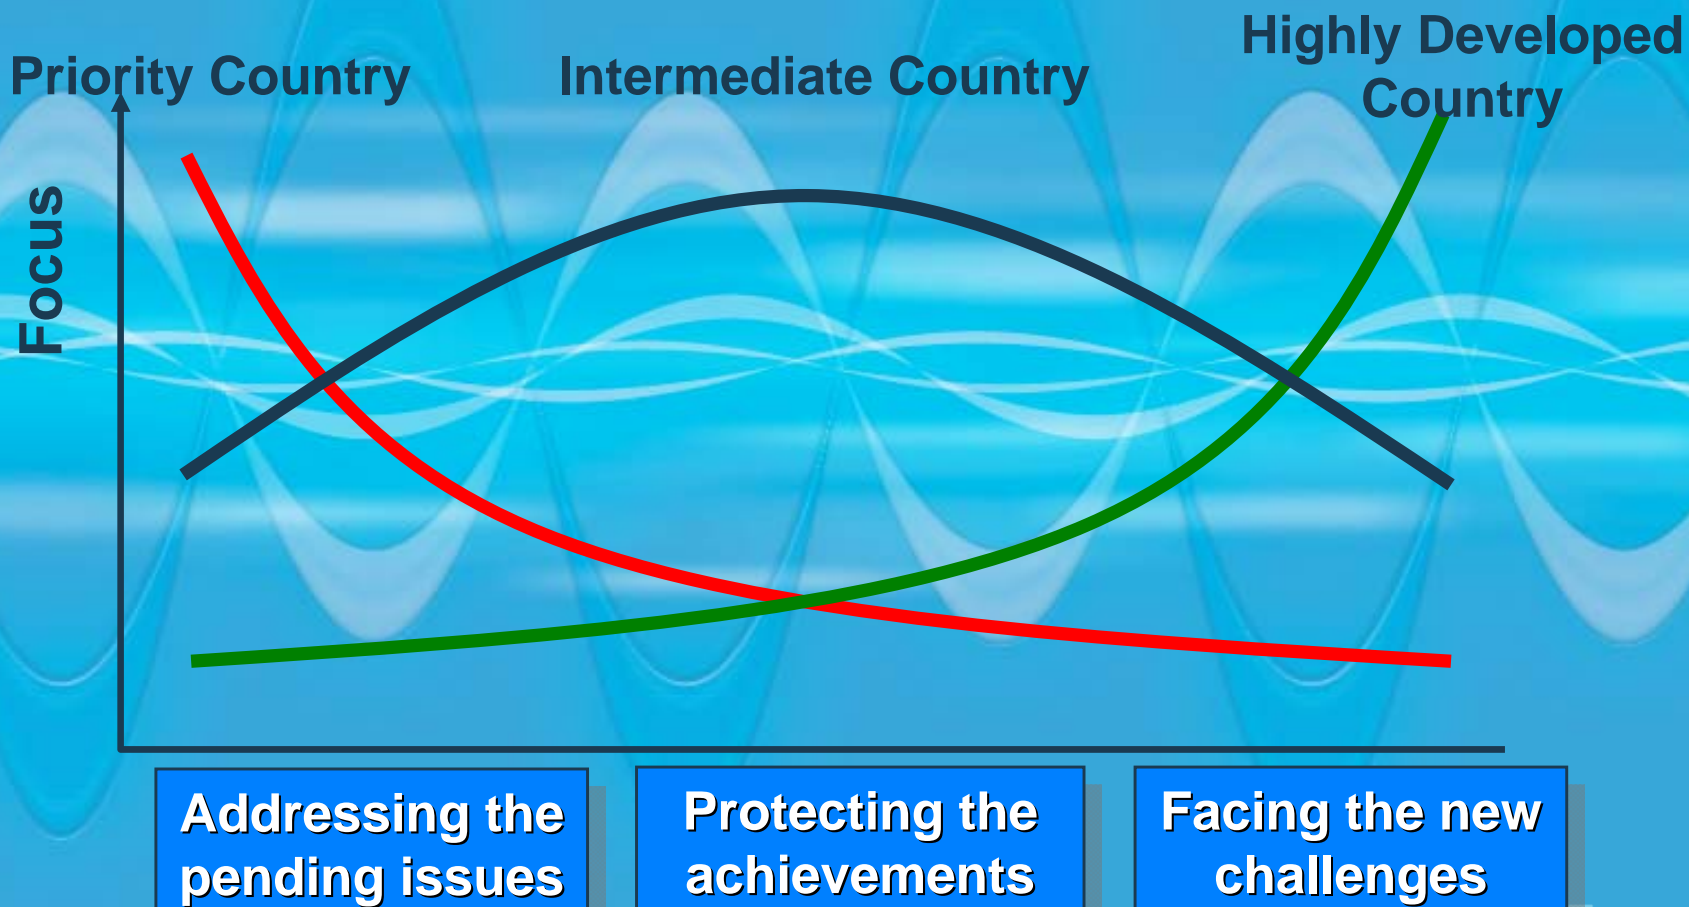 Priority Country
Intermediate Country
Highly Developed
Country
Focus
Addressing the
pending issues
Protecting the
achievements
Facing the new
challenges